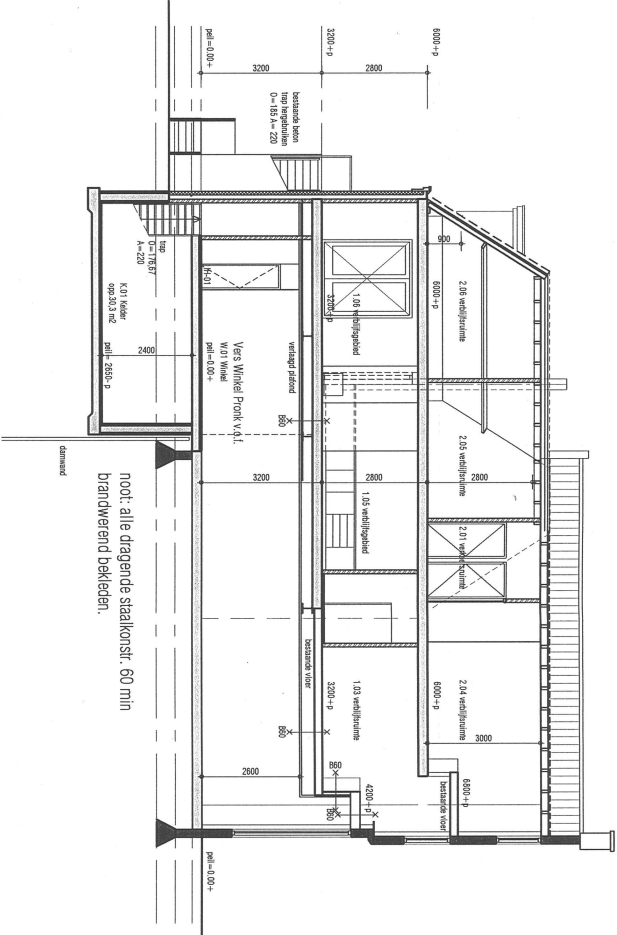 6000+p
3200+p
peil=0.00+
2800
3200
bestaande beton
trap hergebruiken
O=185 A= 220
900
2.06 verblijfsruimte
6000+p
2.05 verblijfsruimte
2800
2.01
2.04 verblijfsruimte
6000+p
3000
6800+p
bestaande vloer
1.06 verblijfsgebied
3200+p
2800
1.05 verblijfsgebied
1.03 verblijfsruimte
3200+p
4200+p
B60
B60
verlaagd plafond
B60
bestaande vloer
B60
Vers Winkel Pronk v.o.f.
W.01 Winkel
peil=0.00+
3200
2600
peil=0.00+
trap
O=176,67
A=220
K.01 Kelder
opp.30,3 m2
2400
peil= 2650-p
damwand
noot: alle dragende staalkonstr. 60 min
brandwerend bekleden.